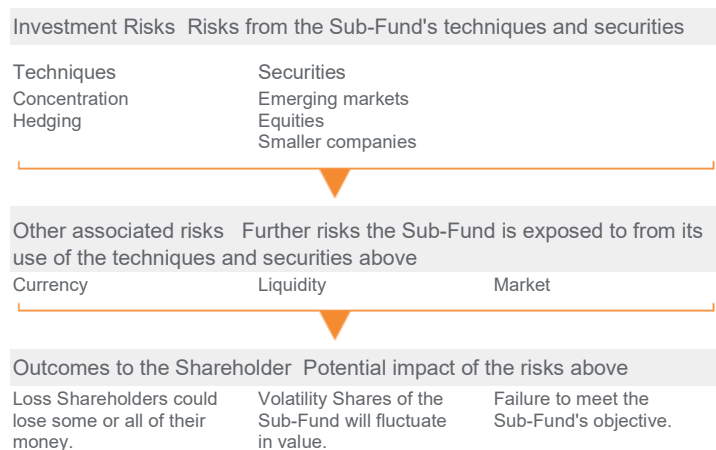 Investment Risks Risks from the Sub-Fund's techniques and securities
Techniques Securities
Concentration Emerging markets
Hedging Equities
Smaller companies
Other associated risks Further risks the Sub-Fund is exposed to from its
use of the techniques and securities above
Currency Liquidity Market
Outcomes to the Shareholder Potential impact of the risks above
Loss Shareholders could Volatility Shares of the Failure to meet the
lose some or all of their Sub-Fund will fluctuate Sub-Fund's objective.
money. in value.